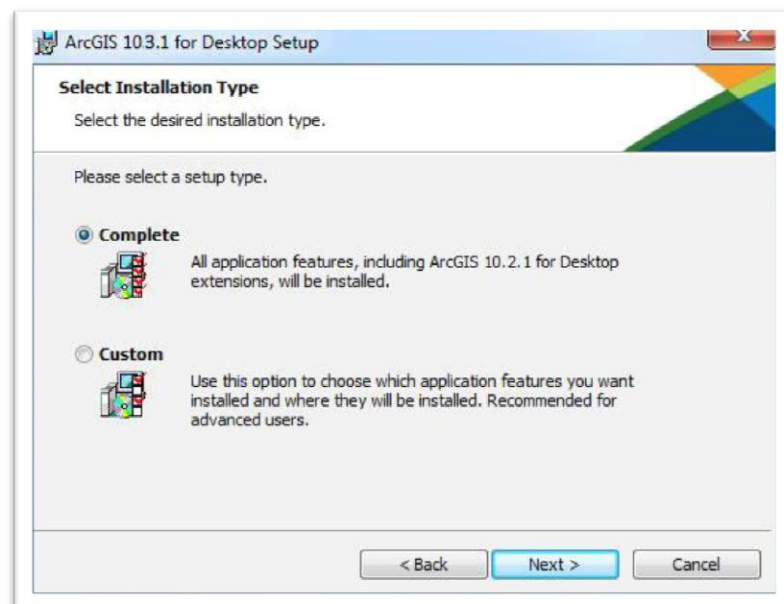 ArcGIS 10.3.1 for Desktop Setup
Select Installation Type
Select the desired installation type.
Please select a setup type.
Complete
All application features, including ArcGIS 10.2.1 for Desktop
extensions, will be installed.
Custom
Use this option to choose which application features you want
installed and where they will be installed. Recommended for
advanced users.
< Back
Next >
Cancel